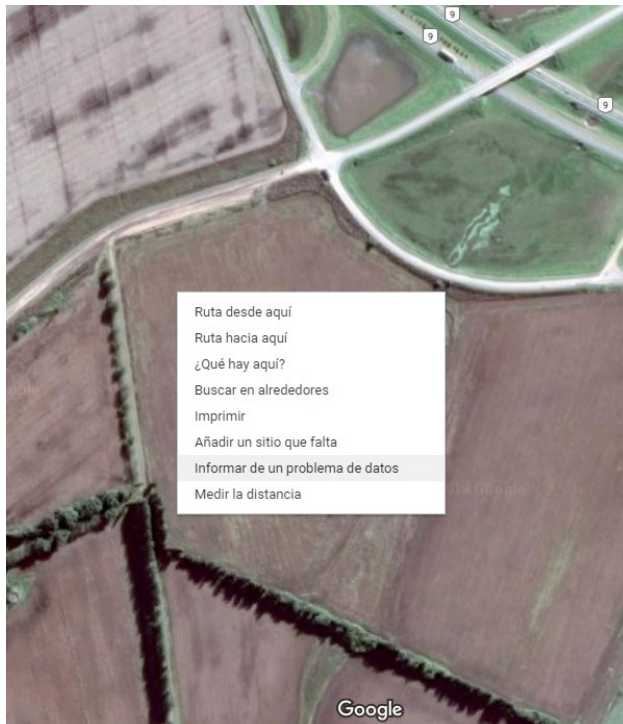 9
9
9
Ruta desde aquí
Ruta hacia aquí
¿Qué hay aquí?
Buscar en alrededores
Imprimir
Añadir un sitio que falta
Informar de un problema de datos
Medir la distancia
Google
Google